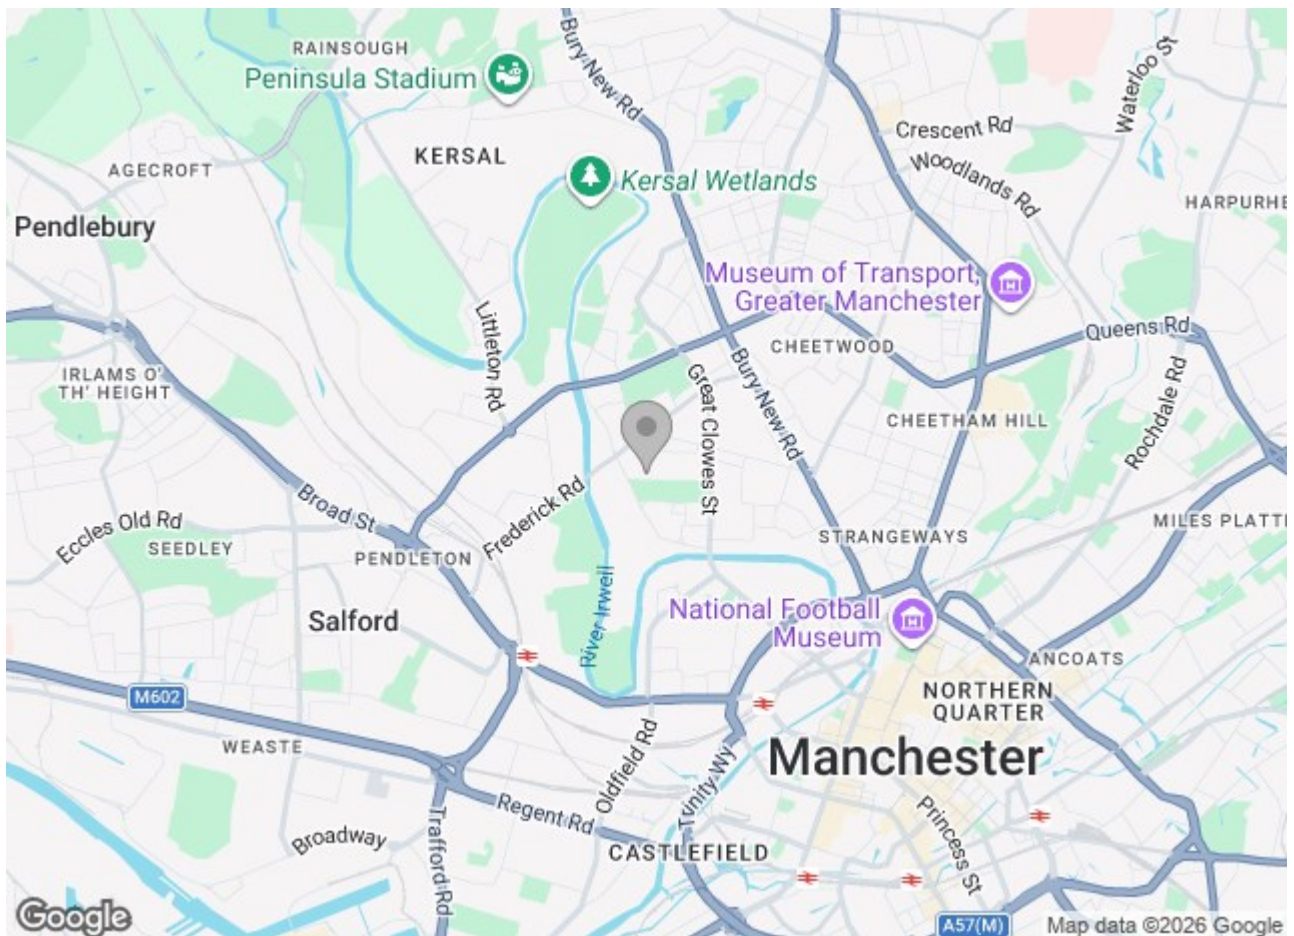 RAINSOUGH
Peninsula Stadium
Bury New Rd
Waterloo St
Crescent Rd
KERSAL
AGECROFT
Woodlands Rd
Kersal Wetlands
HARPURHE
Pendlebury
Museum of Transport,
Greater Manchester
Littleton Rd
Queens Rd
CHEETWOOD
IRLAMS O'
TH' HEIGHT
Great Clowes St
Bury New Rd
Rochdale Rd
CHEETHAM HILL
Broad St
Frederick Rd
Eccles Old Rd
SEEDLEY
PENDLETON
STRANGEWAYS
MILES PLATTI
River Irwell
Salford
National Football
Museum
ANCOATS
M602
NORTHERN
QUARTER
WEASTE
Oldfield Rd
Trinity Wy
Manchester
Regent Rd
Broadway
Trafford Rd
Princess St
CASTLEFIELD
Google
A57(M)
Map data ©2026 Google